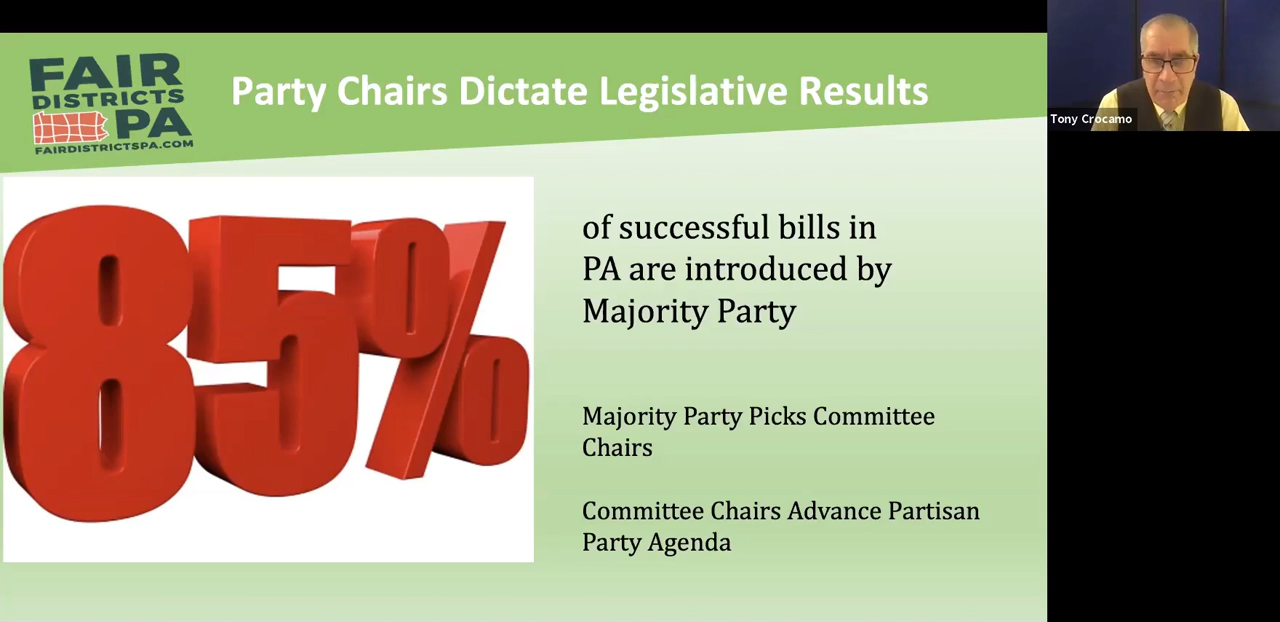 FAIR
DISTRICTS
PA
FAIRDISTRICTSPA.COM
Party Chairs Dictate Legislative Results
Tony Crocamo
85%
of successful bills in
PA are introduced by
Majority Party
Majority Party Picks Committee
Chairs
Committee Chairs Advance Partisan
Party Agenda